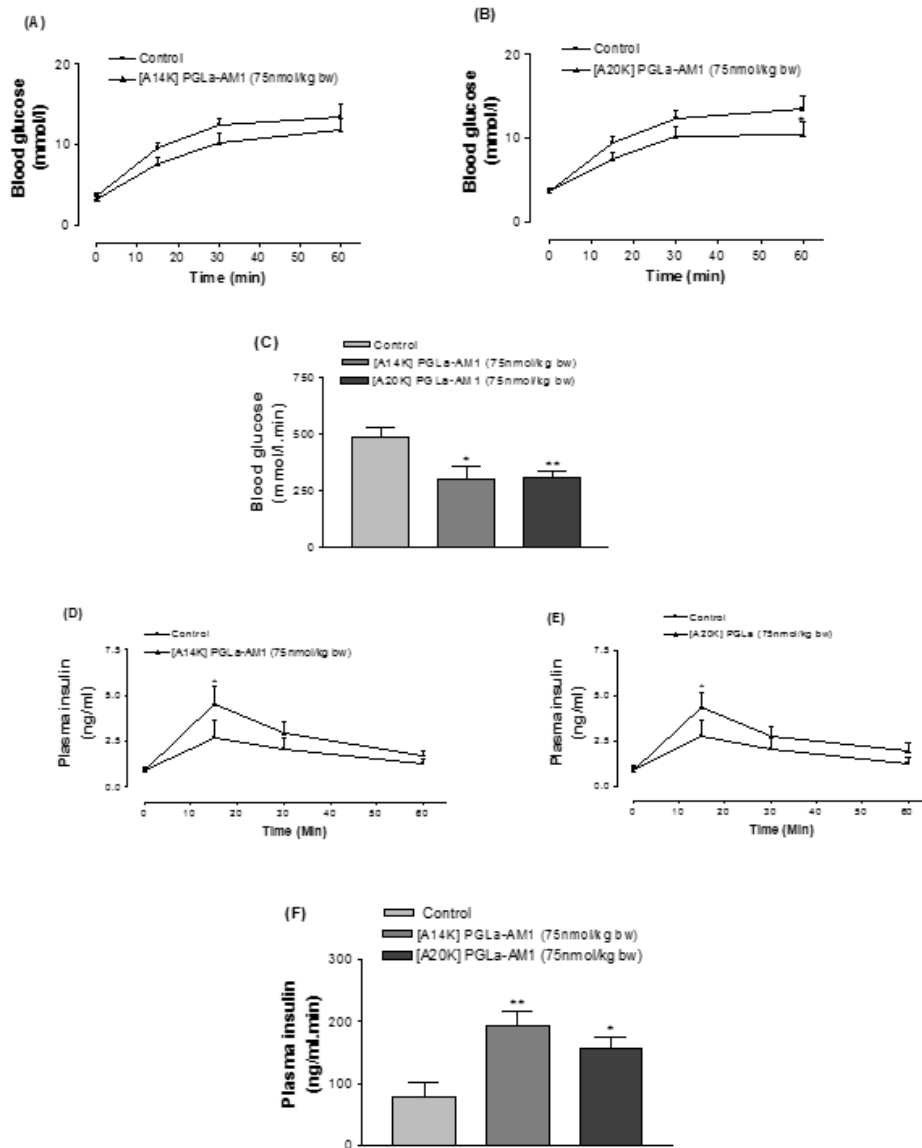 (A)
Control
[A14K] PGLa-AM1 (75nmol/kg bw)
Blood glucose
(mmol/l)
20
10
0
0 10 20 30 40 50 60
Time (min)
(B)
Control
[A20K] PGLa-AM1 (75nmol/kg bw)
Blood glucose
(mmol/l)
20
10
0
*
0 10 20 30 40 50 60
Time (min)
(C)
Control
[A14K] PGLa-AM1 (75nmol/kg bw)
[A20K] PGLa-AM1 (75nmol/kg bw)
Blood glucose
(mmol/l.min)
750
500
250
0
* **
(D)
Control
[A14K] PGLa-AM1 (75nmol/kg bw)
Plasma insulin
(ng/ml)
7.5
5.0
2.5
0.0
*
0 10 20 30 40 50 60
Time (Min)
(E)
Control
[A20K] PGLa (75nmol/kg bw)
Plasma insulin
(ng/ml)
7.5
5.0
2.5
0.0
*
0 10 20 30 40 50 60
Time (Min)
(F)
Control
[A14K] PGLa-AM1 (75nmol/kg bw)
[A20K] PGLa-AM1 (75nmol/kg bw)
Plasma insulin
(ng/ml.min)
300
200
100
0
** *